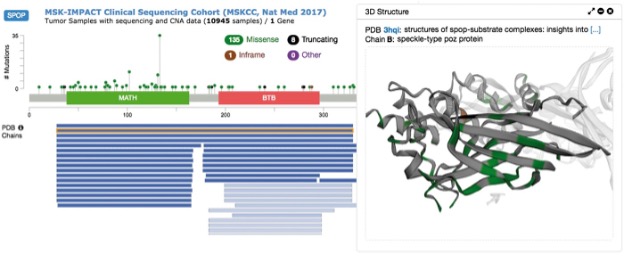 SPOP
MSK-IMPACT Clinical Sequencing Cohort (MSKCC, Nat Med 2017)
Tumor Samples with sequencing and CNA data (10945 samples) / 1 Gene
# Mutations
35
0
135 Missense
8 Truncating
1 Inframe
0 Other
MATH
BTB
0
100
200
300
PDB
Chains
3D Structure
PDB 3hqi: structures of spop-substrate complexes: insights into [...]
Chain B: speckle-type poz protein